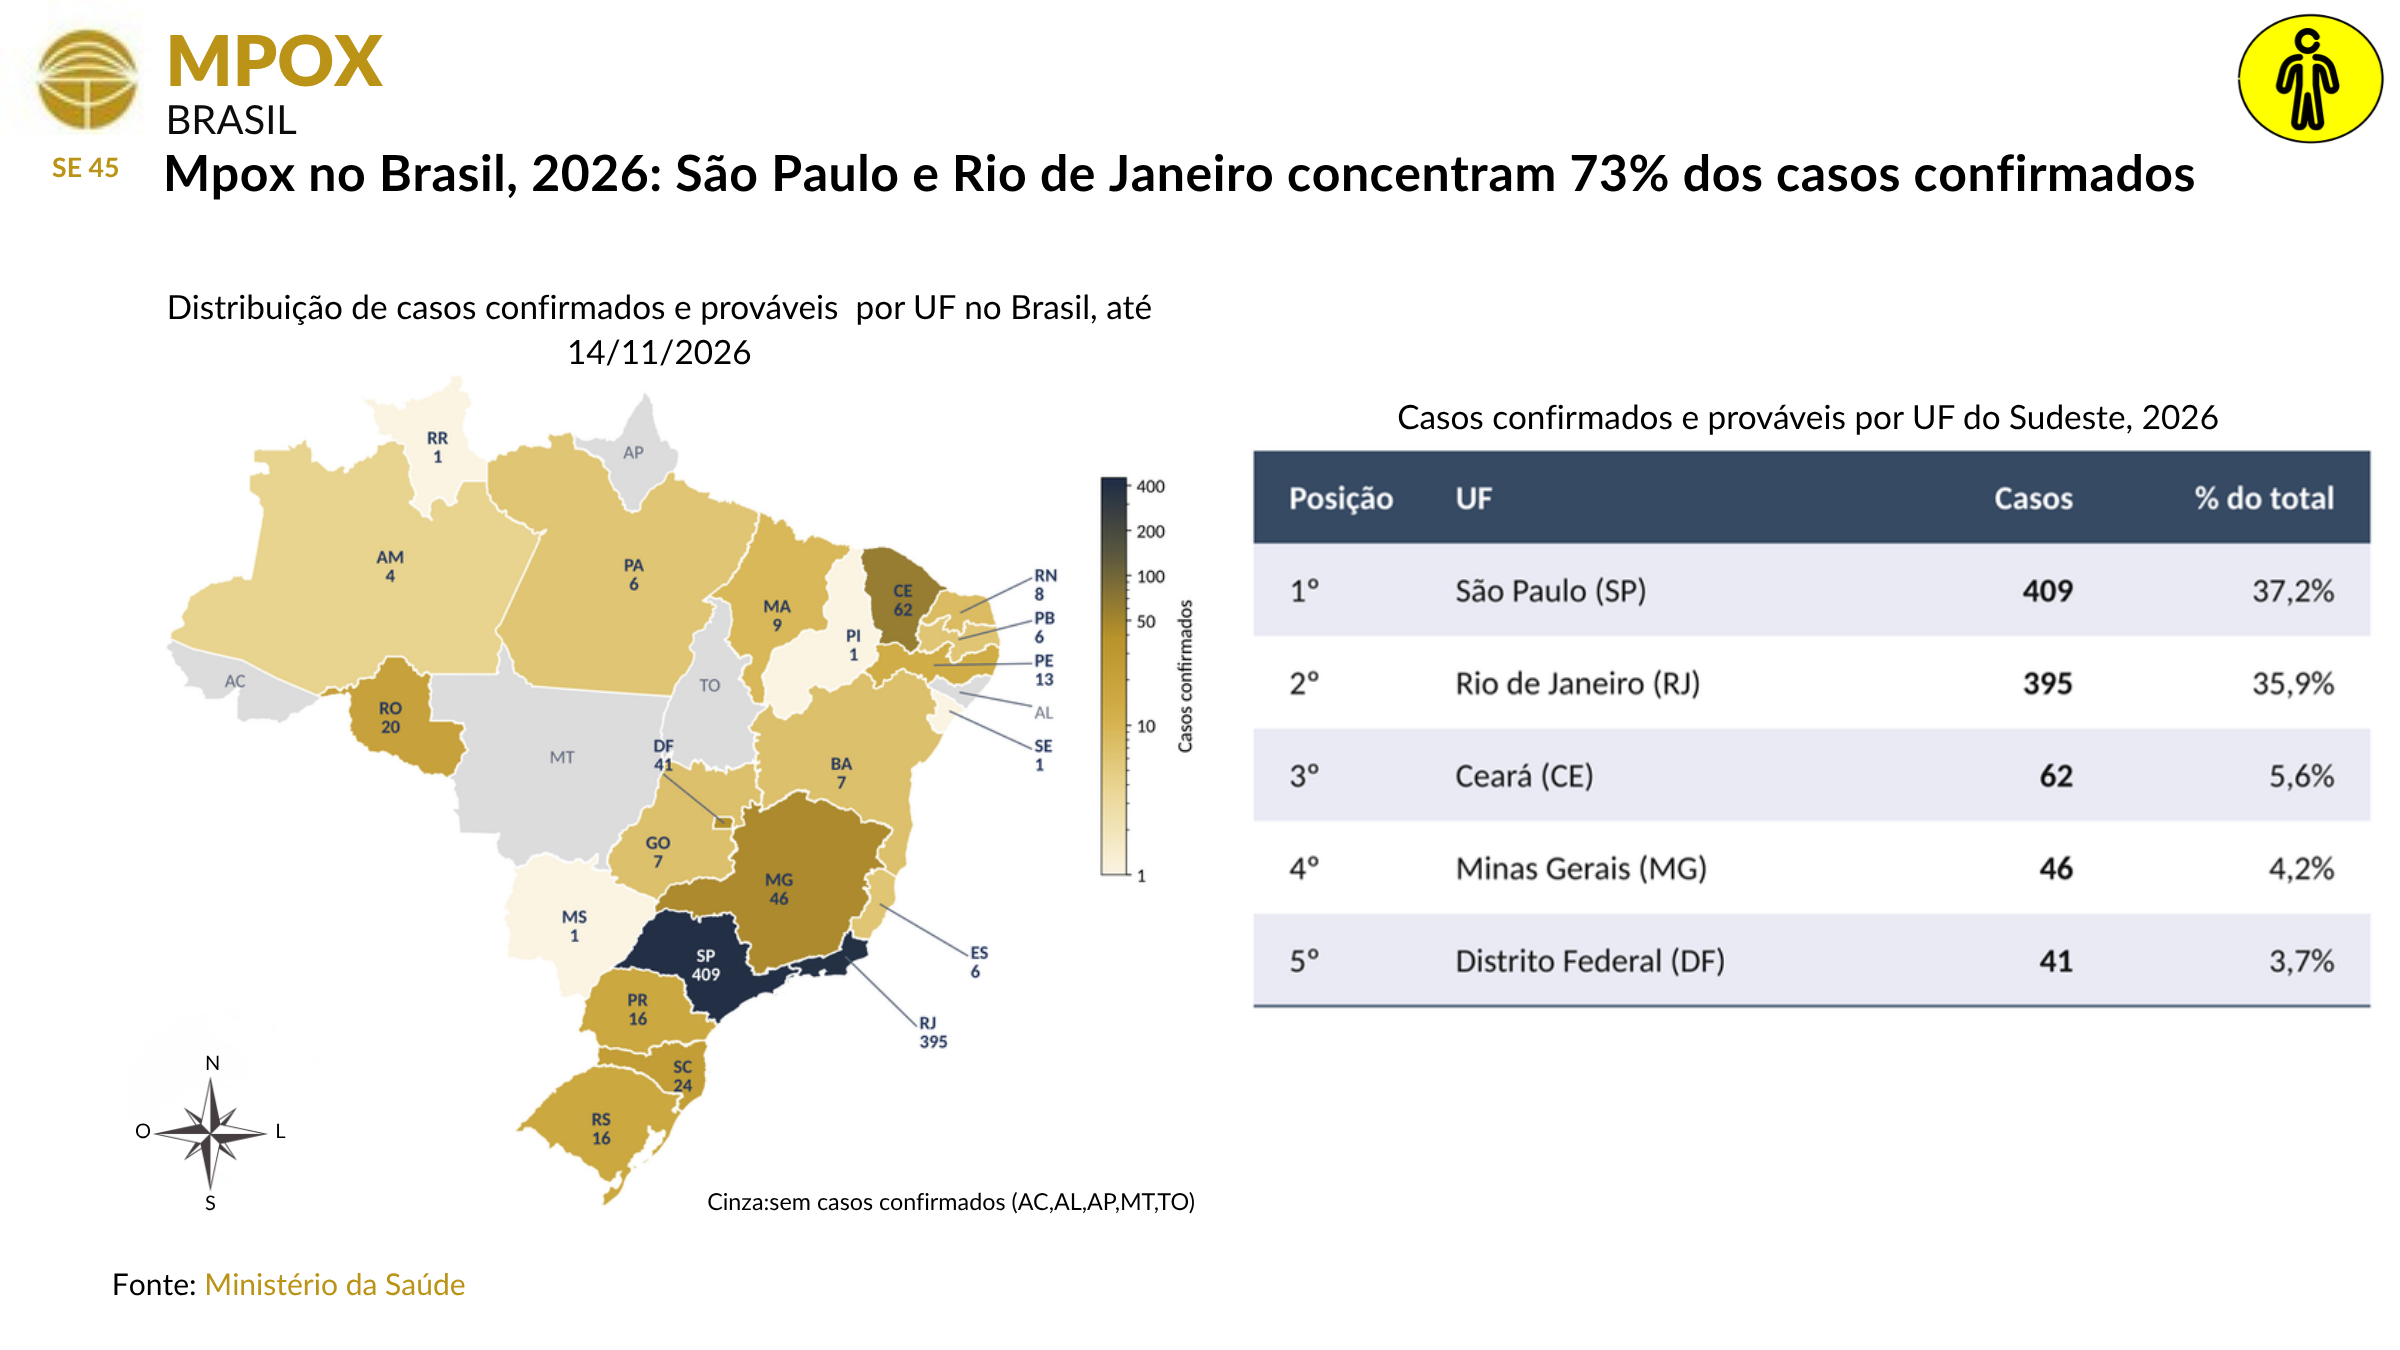 MPOX
BRASIL
SE 45
Mpox no Brasil, 2026: São Paulo e Rio de Janeiro concentram 73% dos casos confirmados
Distribuição de casos confirmados e prováveis por UF no Brasil, até
14/11/2026
RR
1
AP
AM
4
PA
6
MA
9
CE
62
PI
1
RN
8
PB
6
PE
13
AL
SE
1
AC
RO
20
TO
MT
DF
41
BA
7
GO
7
MG
46
MS
1
SP
409
ES
6
RJ
395
PR
16
SC
24
RS
16
400
200
100
50
10
1
Casos confirmados
N
O
L
S
Cinza:sem casos confirmados (AC,AL,AP,MT,TO)
Casos confirmados e prováveis por UF do Sudeste, 2026
Posição UF Casos % do total
1º São Paulo (SP) 409 37,2%
2º Rio de Janeiro (RJ) 395 35,9%
3º Ceará (CE) 62 5,6%
4º Minas Gerais (MG) 46 4,2%
5º Distrito Federal (DF) 41 3,7%
Fonte: Ministério da Saúde